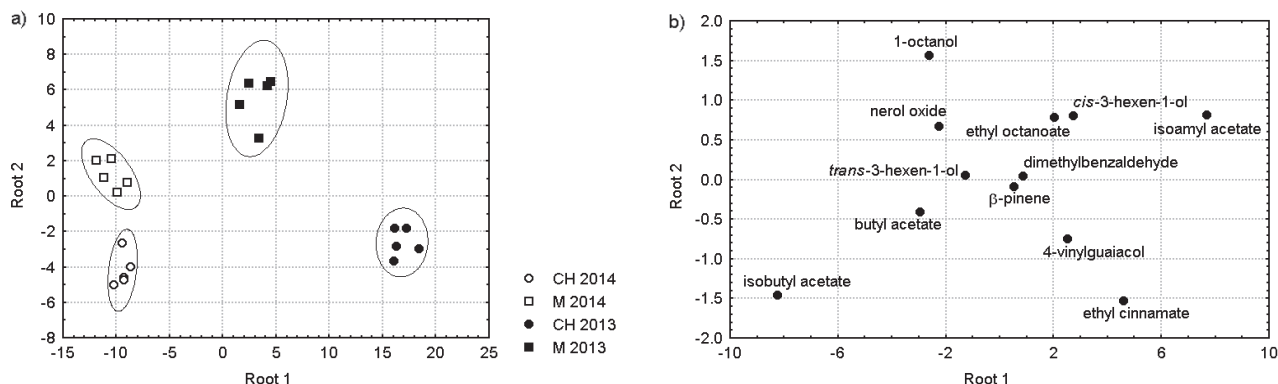 a)
10
8
6
4
2
0
-2
-4
-6
-8
Root 2
-15 -10 -5 0 5 10 15 20 25
Root 1
CH 2014
M 2014
CH 2013
M 2013
b)
2.0
1.5
1.0
0.5
0.0
-0.5
-1.0
-1.5
-2.0
Root 2
1-octanol
cis-3-hexen-1-ol
nerol oxide
ethyl octanoate
isoamyl acetate
dimethylbenzaldehyde
trans-3-hexen-1-ol
β-pinene
butyl acetate
4-vinylguaiacol
isobutyl acetate
ethyl cinnamate
-10 -6 -2 2 6 10
Root 1